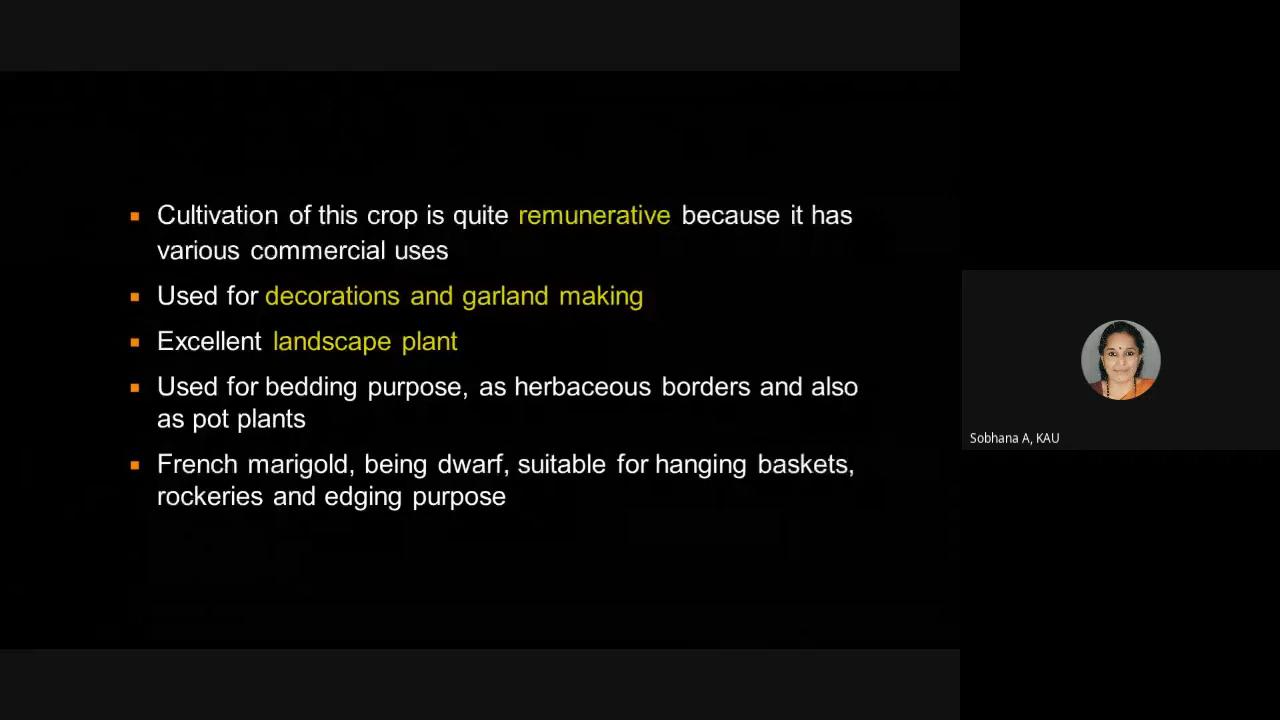 Cultivation of this crop is quite remunerative because it has
various commercial uses
Used for decorations and garland making
Excellent landscape plant
Used for bedding purpose, as herbaceous borders and also
as pot plants
French marigold, being dwarf, suitable for hanging baskets,
rockeries and edging purpose
Sobhana A, KAU